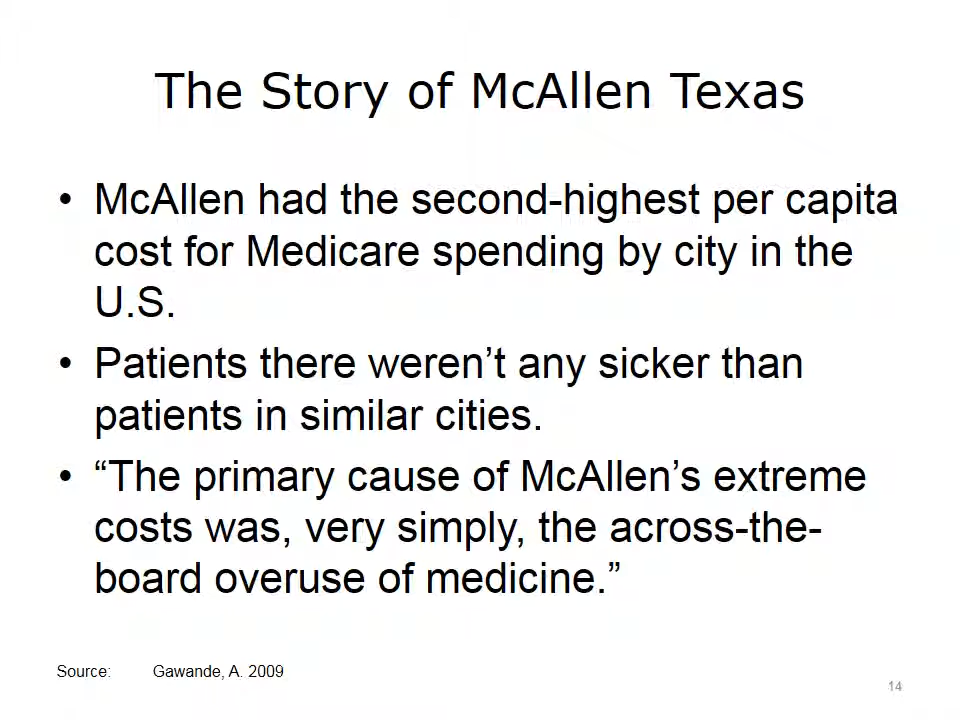 The Story of McAllen Texas
• McAllen had the second-highest per capita
cost for Medicare spending by city in the
U.S.
• Patients there weren’t any sicker than
patients in similar cities.
• “The primary cause of McAllen’s extreme
costs was, very simply, the across-the-
board overuse of medicine.”
Source: Gawande, A. 2009
14